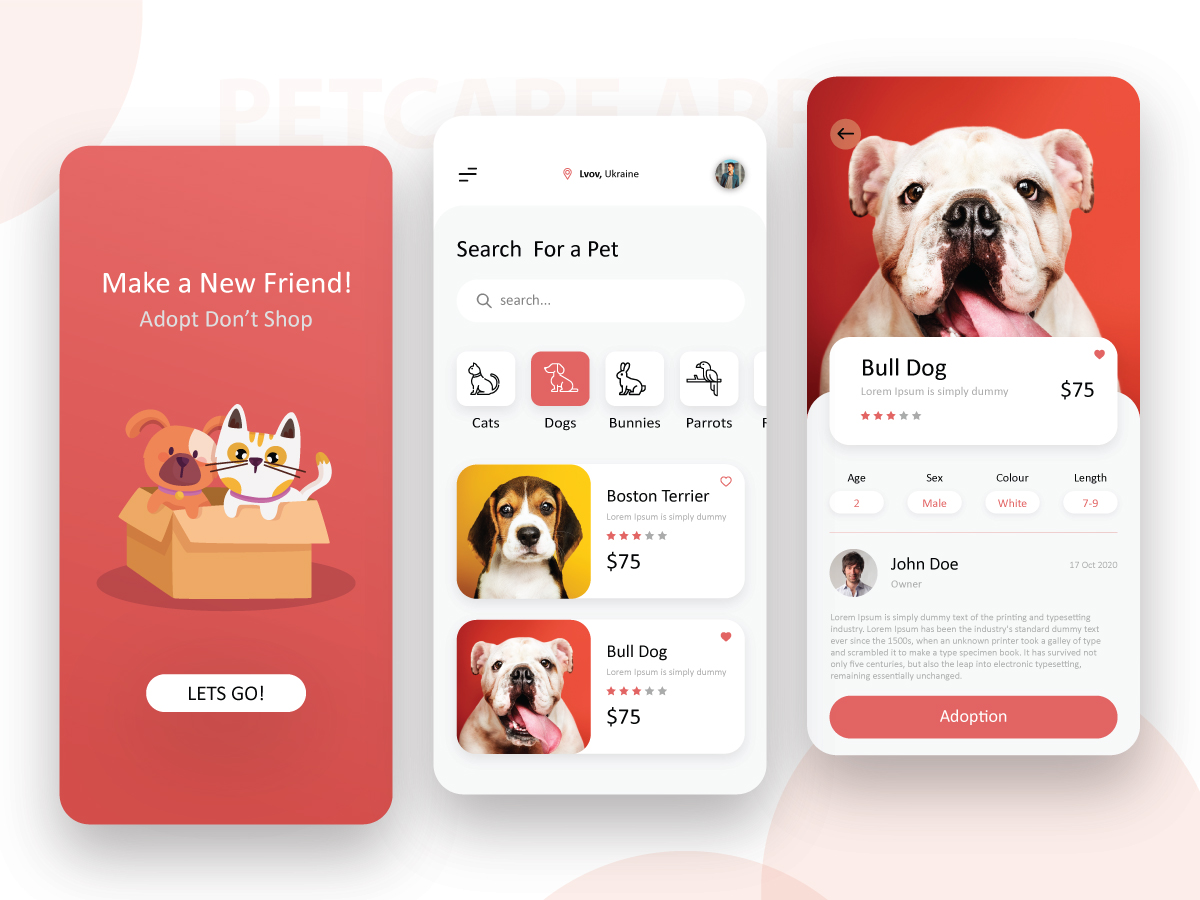 PETCARE APP
Make a New Friend!
Adopt Don't Shop
LETS GO!
Lvov, Ukraine
Search For a Pet
search...
Cats
Dogs
Bunnies
Parrots
Boston Terrier
Lorem Ipsum is simply dummy
$75
Bull Dog
Lorem Ipsum is simply dummy
$75
Bull Dog
Lorem Ipsum is simply dummy
$75
Age
Sex
Colour
Length
2
Male
White
7-9
John Doe
17 Oct 2020
Owner
Lorem Ipsum is simply dummy text of the printing and typesetting
industry. Lorem Ipsum has been the industry's standard dummy text
ever since the 1500s, when an unknown printer took a galley of type
and scrambled it to make a type specimen book. It has survived not
only five centuries, but also the leap into electronic typesetting,
remaining essentially unchanged.
Adoption